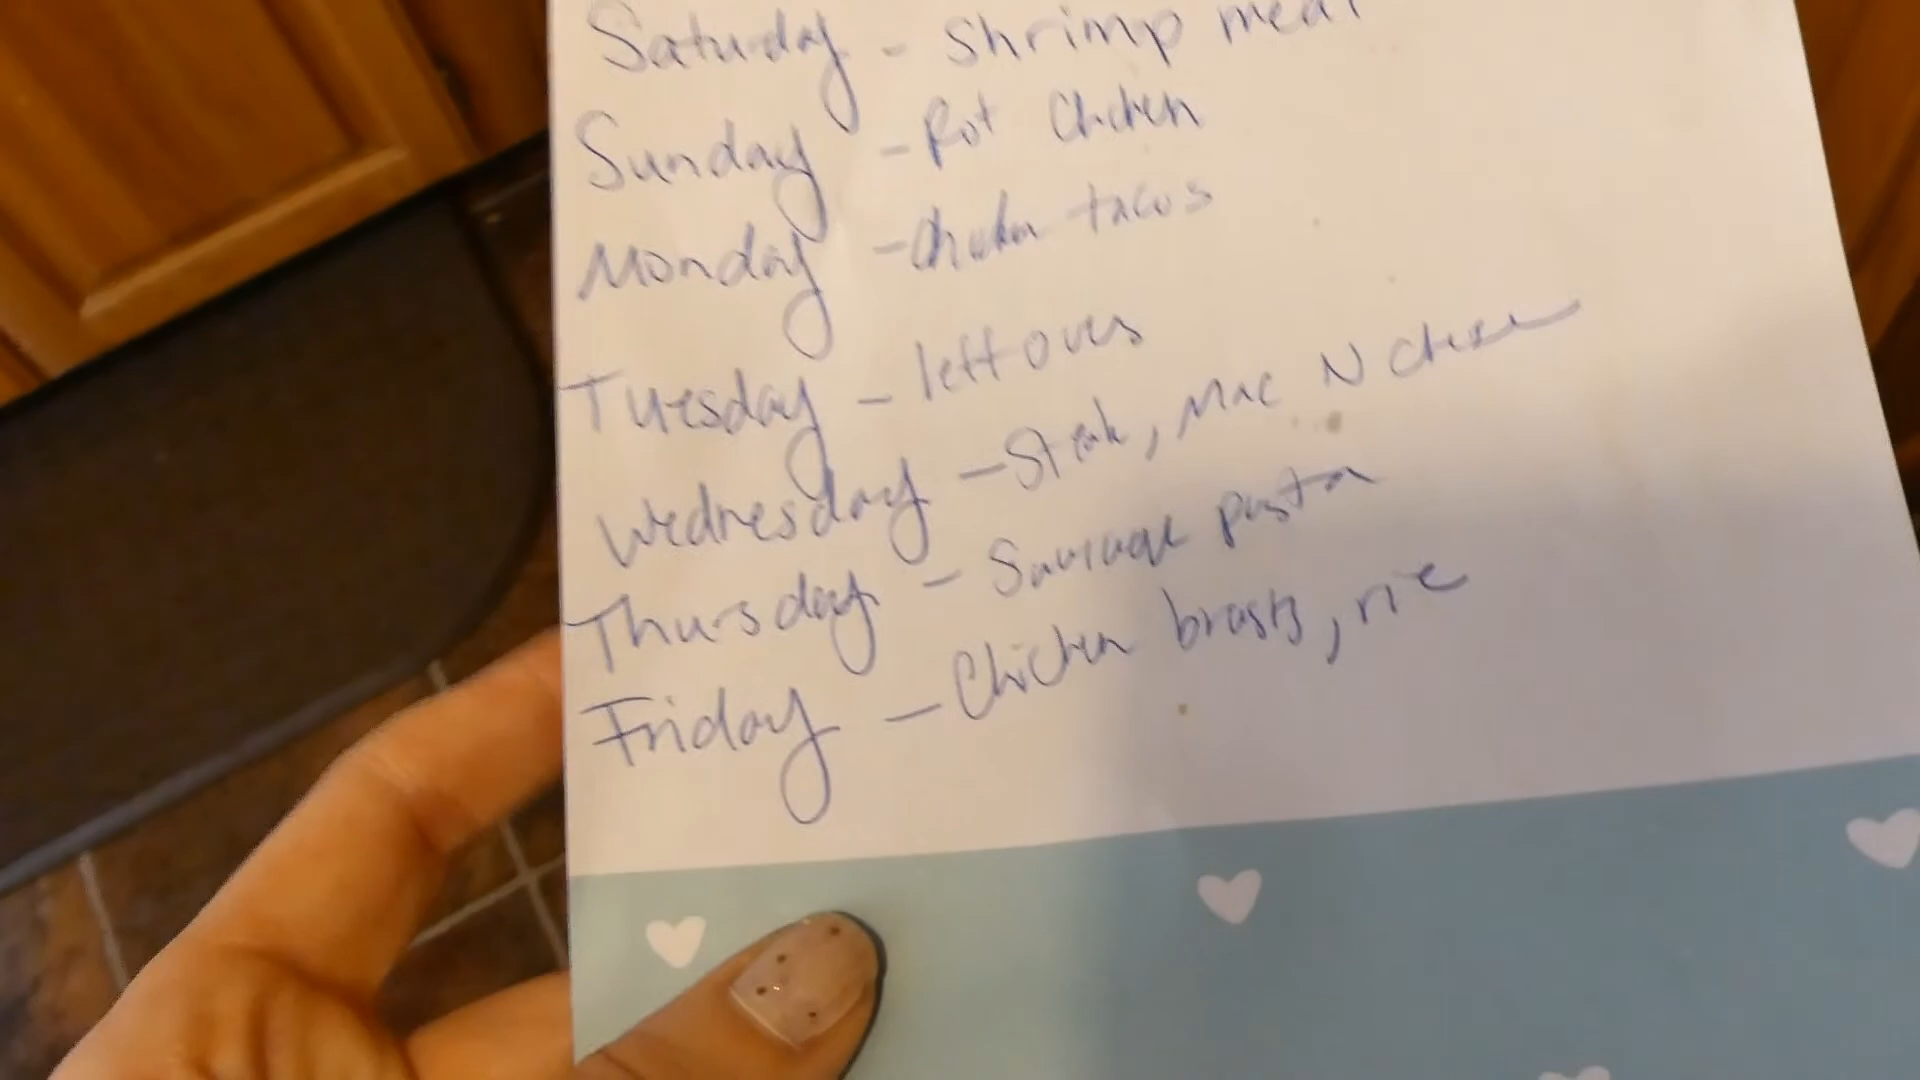 Saturday - Shrimp meal
Sunday - Rot Chicken
Monday - Chicken tacos
Tuesday - leftovers
Wednesday - Steak, Mac N cheese
Thursday - Sausage pasta
Friday - Chicken breasts, rice